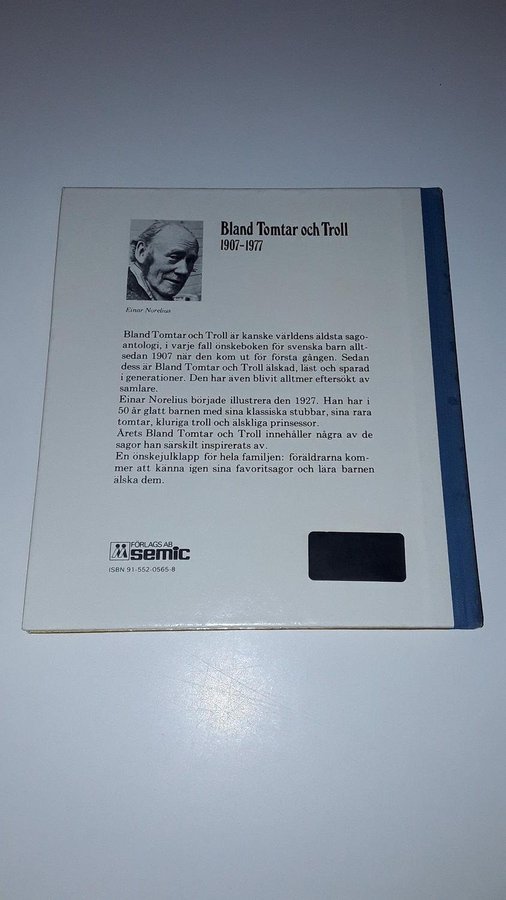 Bland Tomtar och Troll
1907-1977
Einar Norelius
Bland Tomtar och Troll är kanske världens äldsta sago-
antologi, i varje fall önskeboken för svenska barn allt-
sedan 1907 när den kom ut för första gången. Sedan
dess är Bland Tomtar och Troll älskad, läst och sparad
i generationer. Den har även blivit alltmer eftersökt av
samlare.
Einar Norelius började illustrera den 1927. Han har i
50 år glatt barnen med sina klassiska stubbar, sina rara
tomtar, kluriga troll och älskliga prinsessor.
Årets Bland Tomtar och Troll innehåller några av de
sagor han särskilt inspirerats av.
En önskejulklapp för hela familjen: föräldrarna kom-
mer att känna igen sina favoritsagor och lära barnen
älska dem.
FÖRLAGS AB
semic
ISBN 91-552-0565-8